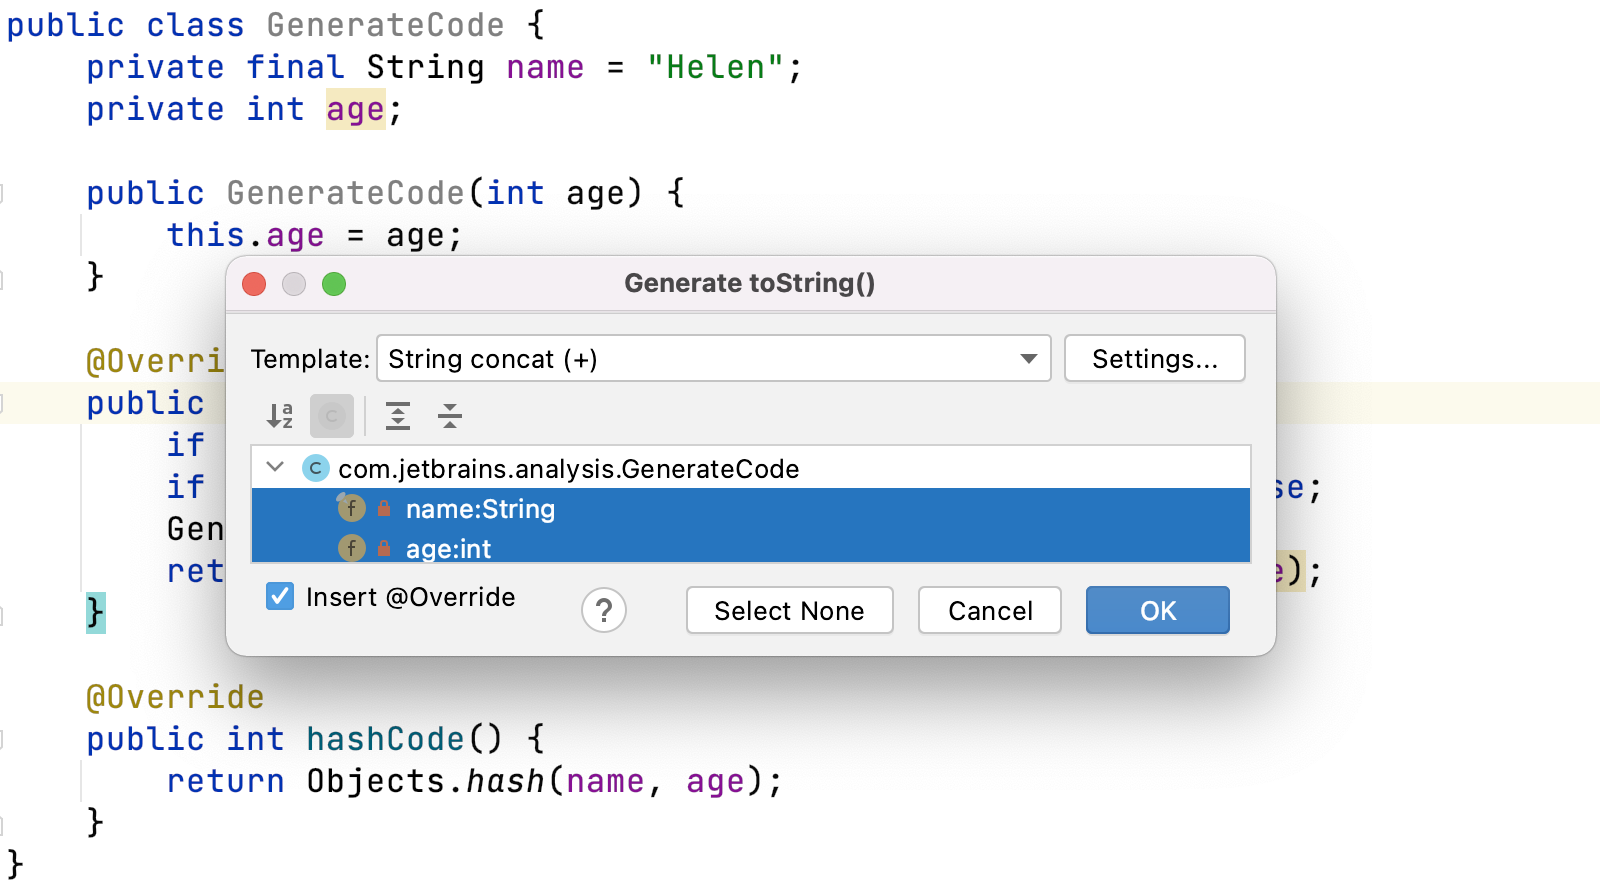 public class GenerateCode {
private final String name = "Helen";
private int age;
public GenerateCode(int age) {
this.age = age;
}
Generate toString()
Template: String concat (+) Settings...
com.jetbrains.analysis.GenerateCode
name:String
age:int
Insert @Override ? Select None Cancel OK
@Overri
public
if
if se;
Gen
ret e);
}
@Override
public int hashCode() {
return Objects.hash(name, age);
}
}